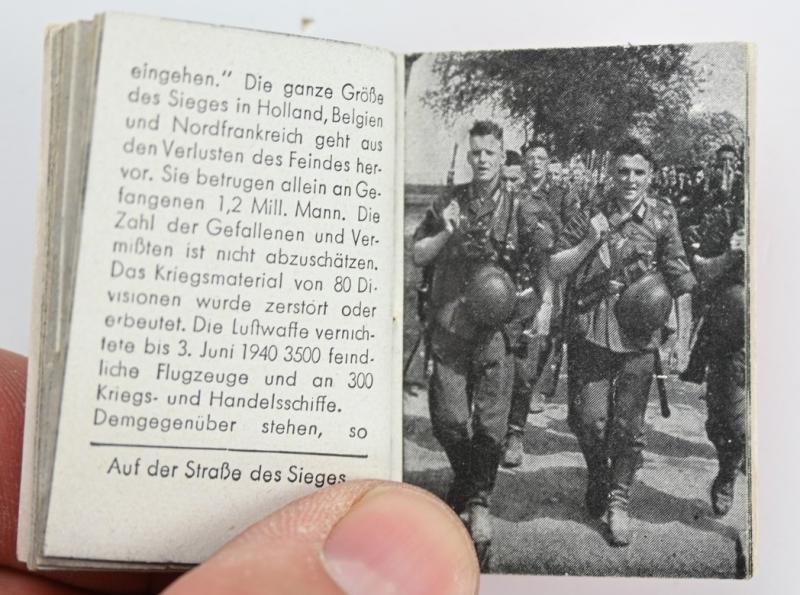 eingehen.” Die ganze Größe
des Sieges in Holland, Belgien
und Nordfrankreich geht aus
den Verlusten des Feindes her-
vor. Sie betrugen allein an Ge-
fangenen 1,2 Mill. Mann. Die
Zahl der Gefallenen und Ver-
mißten ist nicht abzuschätzen.
Das Kriegsmaterial von 80 Di-
visionen wurde zerstört oder
erbeutet. Die Luftwaffe vernich-
tete bis 3. Juni 1940 3500 feind-
liche Flugzeuge und an 300
Kriegs- und Handelsschiffe.
Demgegenüber stehen, so
Auf der Straße des Sieges